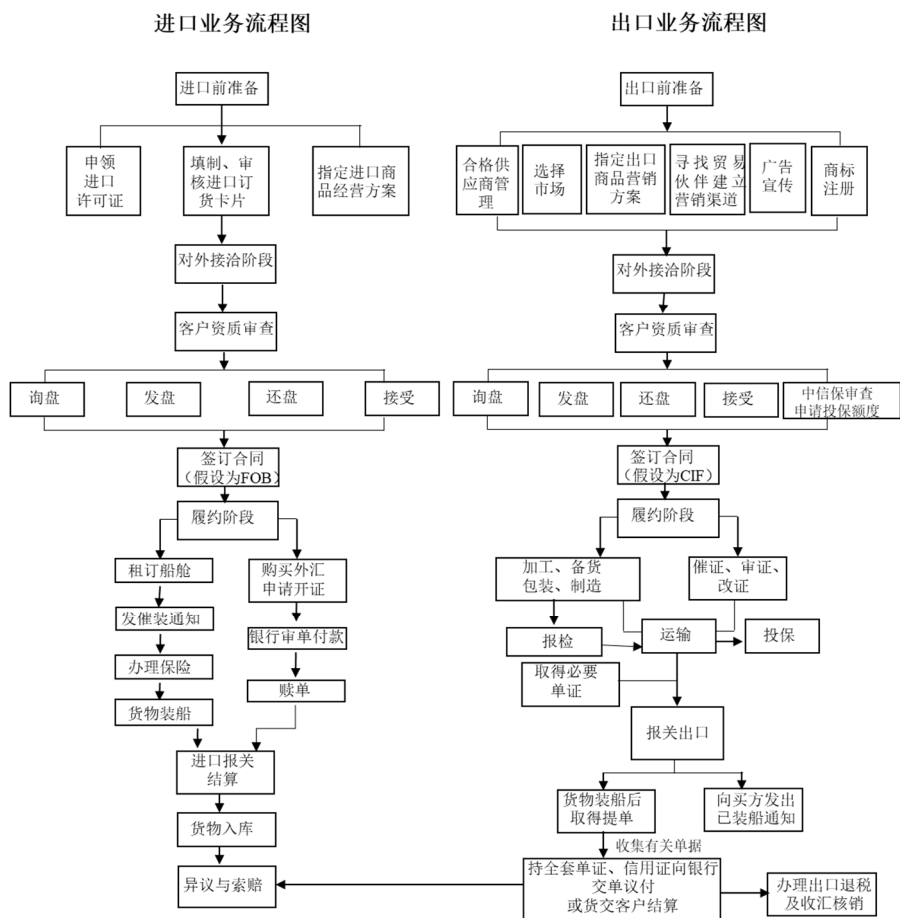 进口业务流程图
进口前准备
申领
进口
许可证
填制、审
核进口订
货卡片
指定进口商
品经营方案
对外接洽阶段
客户资质审查
询盘
发盘
还盘
接受
签订合同
（假设为FOB）
履约阶段
租订船舱
发催装通知
办理保险
货物装船
购买外汇
申请开证
银行审单付款
赎单
进口报关
结算
货物入库
异议与索赔
出口业务流程图
出口前准备
合格供
应商管
理
选择
市场
指定出口
商品营销
方案
寻找贸易
伙伴建立
营销渠道
广告
宣传
商标
注册
对外接洽阶段
客户资质审查
询盘
发盘
还盘
接受
中信保审查
申请投保额度
签订合同
（假设为CIF）
履约阶段
加工、备货
包装、制造
催证、审证、
改证
报检
运输
投保
取得必要
单证
报关出口
货物装船后
取得提单
向买方发出
已装船通知
收集有关单据
持全套单证、信用证向银行
交单议付
或货交客户结算
办理出口退税
及收汇核销